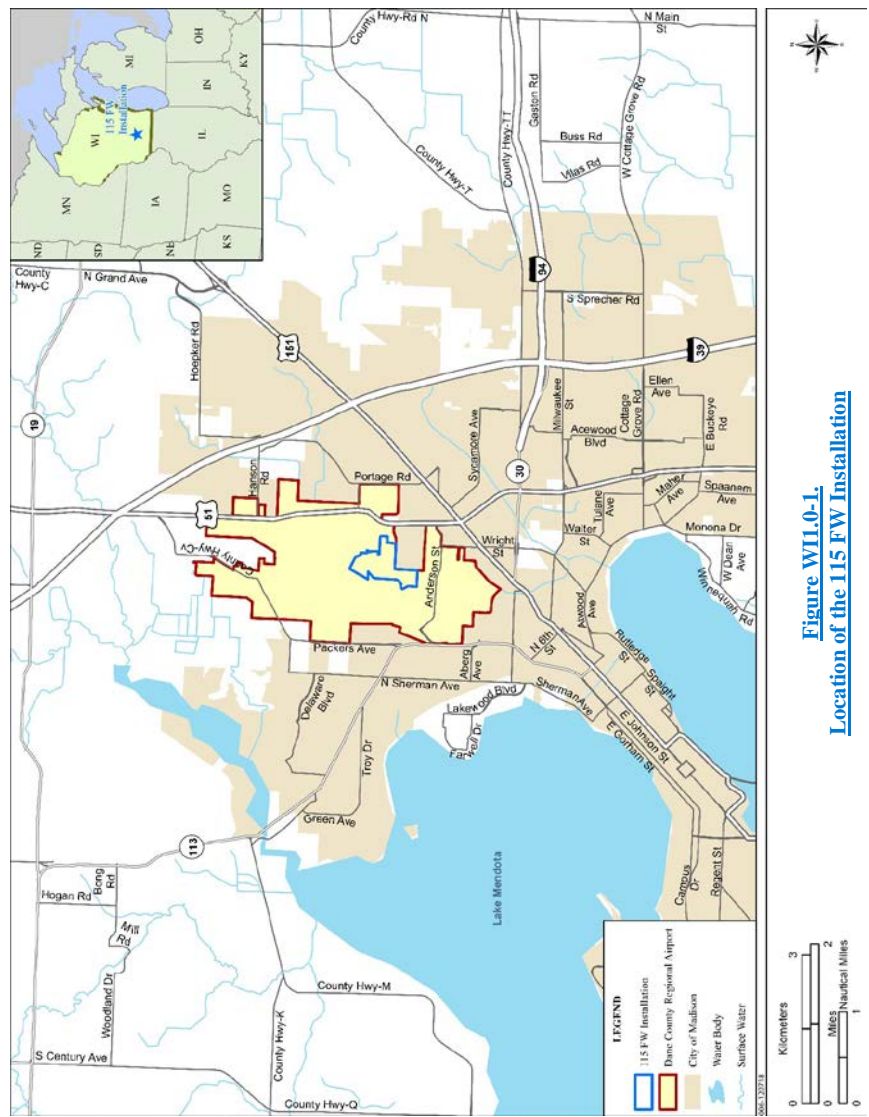 Figure WI1.0-1.
Location of the 115 FW Installation
ND
SD
NE
KS
MN
IA
MO
WI
115 FW
Installation
IL
MI
IN
OH
KY
S Century Ave
Woodland Dr
Mill
Rd
Hogan Rd
Bong
Rd
113
19
County
Hwy-C
N Grand Ave
Hoepker Rd
151
51
County Hwy-Cv
Hanson
Rd
Portage Rd
County Hwy-Q
County Hwy-K
County Hwy-M
Green Ave
Troy Dr
Delaware
Blvd
Packers Ave
N Sherman Ave
Aberg
Ave
Anderson St
Lakewood Blvd
Farwell Dr
Sherman Ave
N 6th
St
Wright
St
Sycamore Ave
30
94
39
County Hwy-Rd N
N Main
St
County Hwy-T
County Hwy-TT
Gaston Rd
Buss Rd
Vilas Rd
W Cottage Grove Rd
S Sprecher Rd
Milwaukee
St
Acewood
Blvd
Cottage
Grove Rd
Ellen
Ave
E Buckeye
Rd
Walter
St
Tulane
Ave
Atwood
Ave
Maher
Ave
Spaanem
Ave
Monona Dr
W Dean
Ave
Winnequah Rd
Rutledge
St
Spaight
St
E Johnson St
E Gorham St
Campus
Dr
Regent St
Lake Mendota
LEGEND
115 FW Installation
Dane County Regional Airport
City of Madison
Water Body
Surface Water
Kilometers
0
3
Miles
0
2
Nautical Miles
0
1